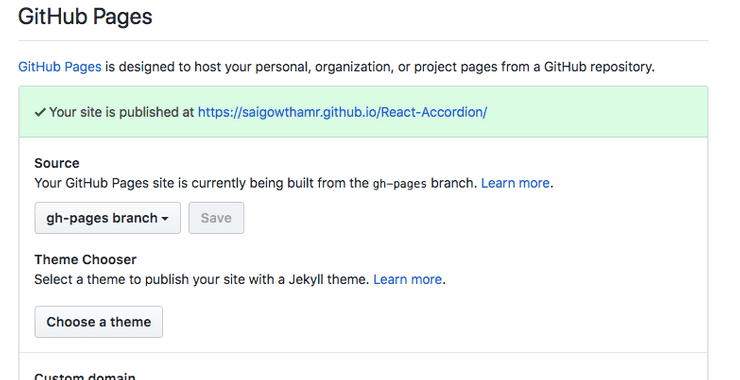 GitHub Pages
GitHub Pages is designed to host your personal, organization, or project pages from a GitHub repository.
Your site is published at https://saigowthamr.github.io/React-Accordion/
Source
Your GitHub Pages site is currently being built from the gh-pages branch. Learn more.
gh-pages branch Save
Theme Chooser
Select a theme to publish your site with a Jekyll theme. Learn more.
Choose a theme
Custom domain